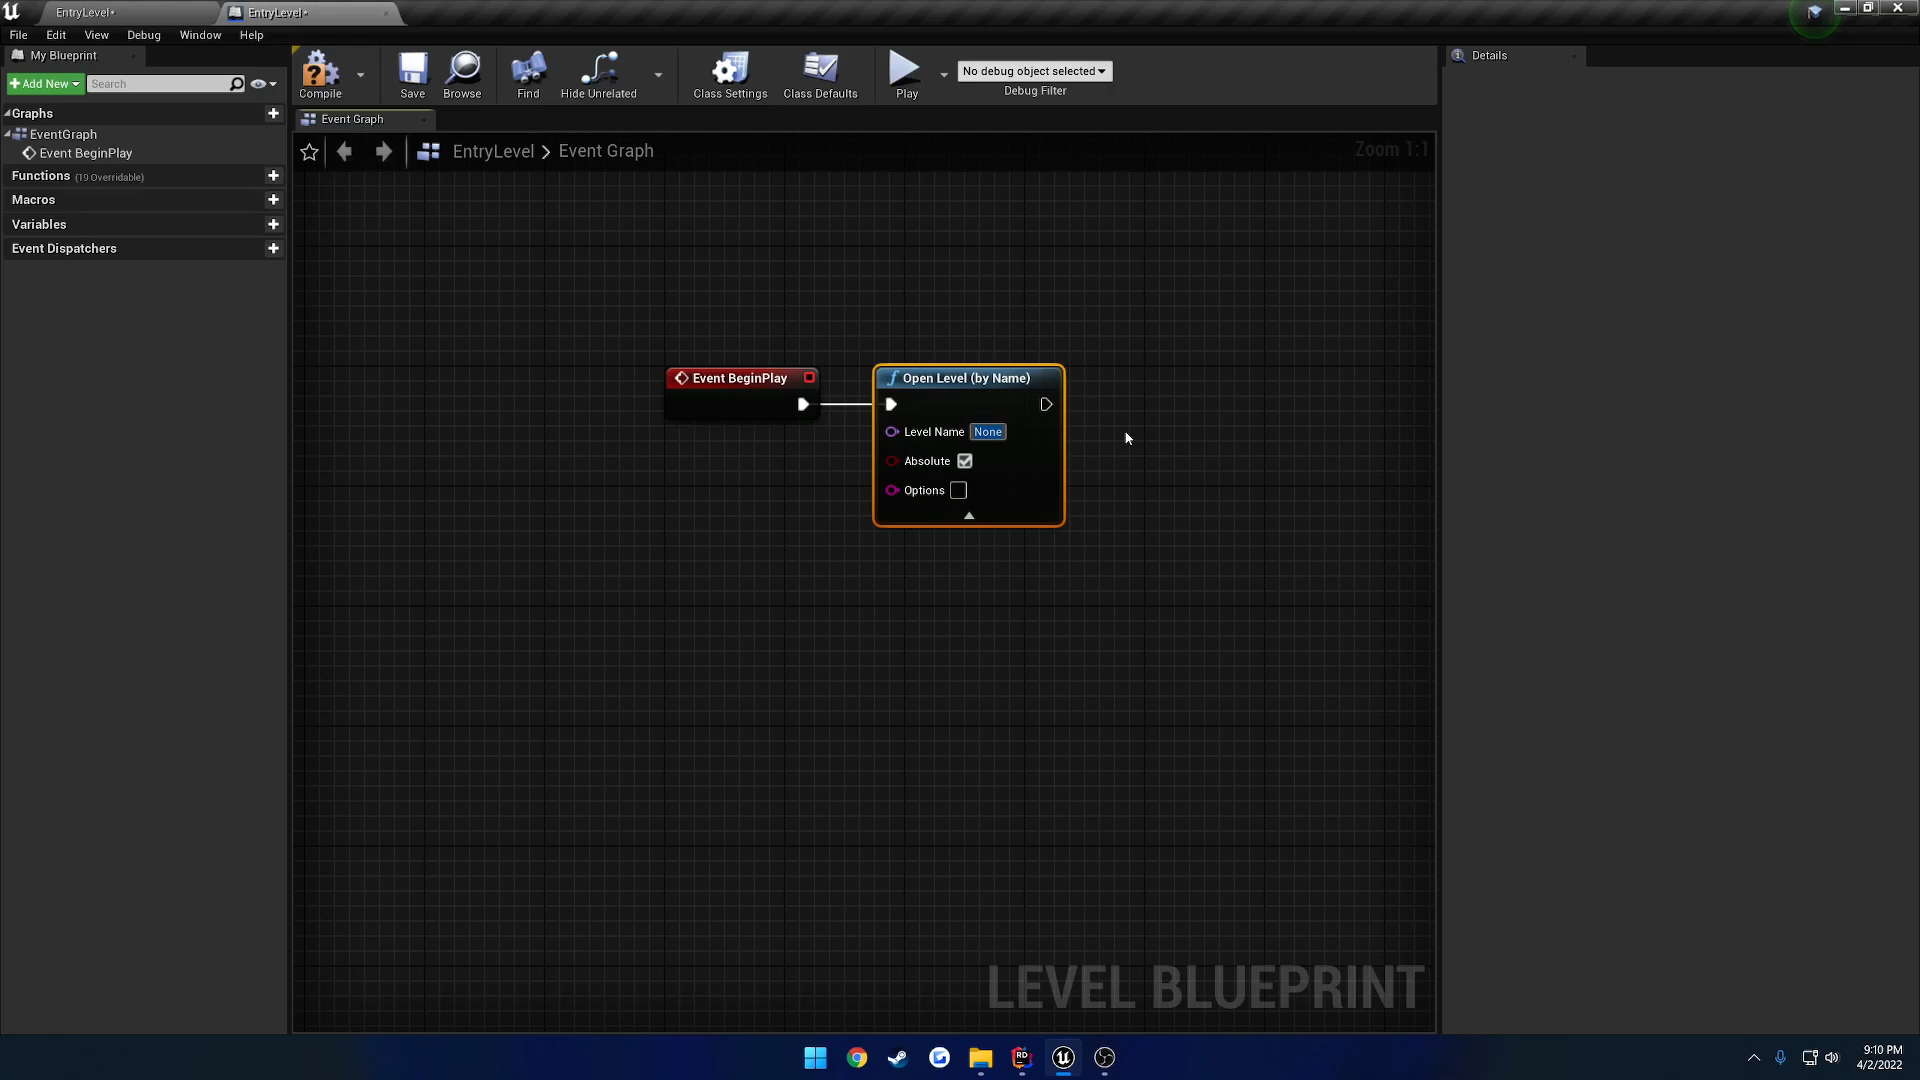 EntryLevel*
EntryLevel*
File Edit View Debug Window Help
My Blueprint
Add New
Search
Graphs
EventGraph
Event BeginPlay
Functions (19 Overridable)
Macros
Variables
Event Dispatchers
Compile
Save
Browse
Find
Hide Unrelated
Class Settings
Class Defaults
Play
No debug object selected
Debug Filter
Event Graph
EntryLevel > Event Graph
Zoom 1:1
Event BeginPlay
Open Level (by Name)
Level Name None
Absolute
Options
LEVEL BLUEPRINT
Details
RD
9:10 PM
4/2/2022